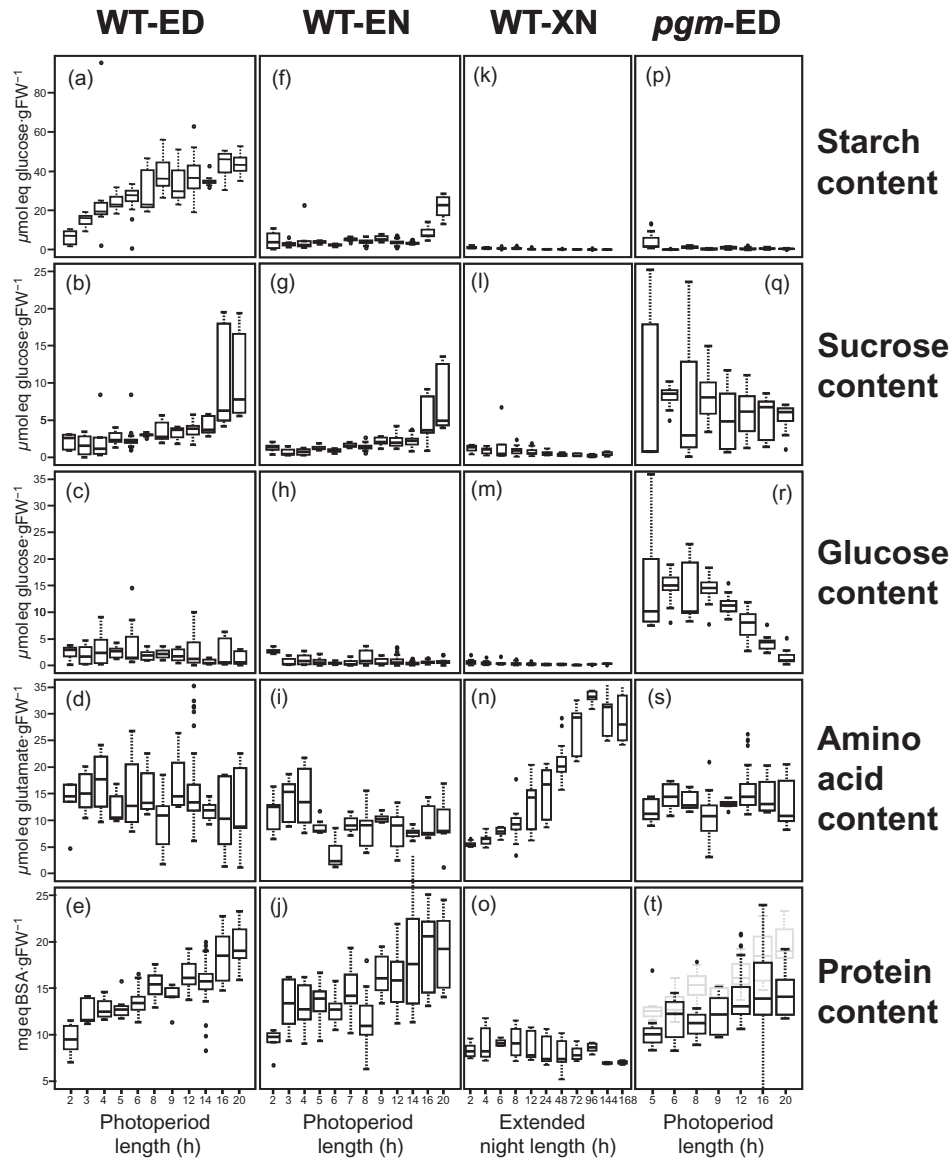 WT-ED WT-EN WT-XN pgm-ED
(a) (f) (k) (p)
µmoleq glucose·gFW⁻¹
80
60
40
20
0
Starch
content
(b) (g) (l) (q)
µmoleq glucose·gFW⁻¹
25
20
15
10
5
0
Sucrose
content
(c) (h) (m) (r)
µmoleq glucose·gFW⁻¹
35
30
25
20
15
10
5
0
Glucose
content
(d) (i) (n) (s)
µmoleq glutamate·gFW⁻¹
35
30
25
20
15
10
5
0
Amino
acid
content
(e) (j) (o) (t)
mgeqBSA·gFW⁻¹
25
20
15
10
5
Protein
content
2 3 4 5 6 8 9 12 14 16 20
2 3 4 5 6 7 8 9 12 14 16 20
2 4 6 8 12 24 48 72 96 144 168
5 6 8 9 12 16 20
Photoperiod
length (h)
Photoperiod
length (h)
Extended
night length (h)
Photoperiod
length (h)